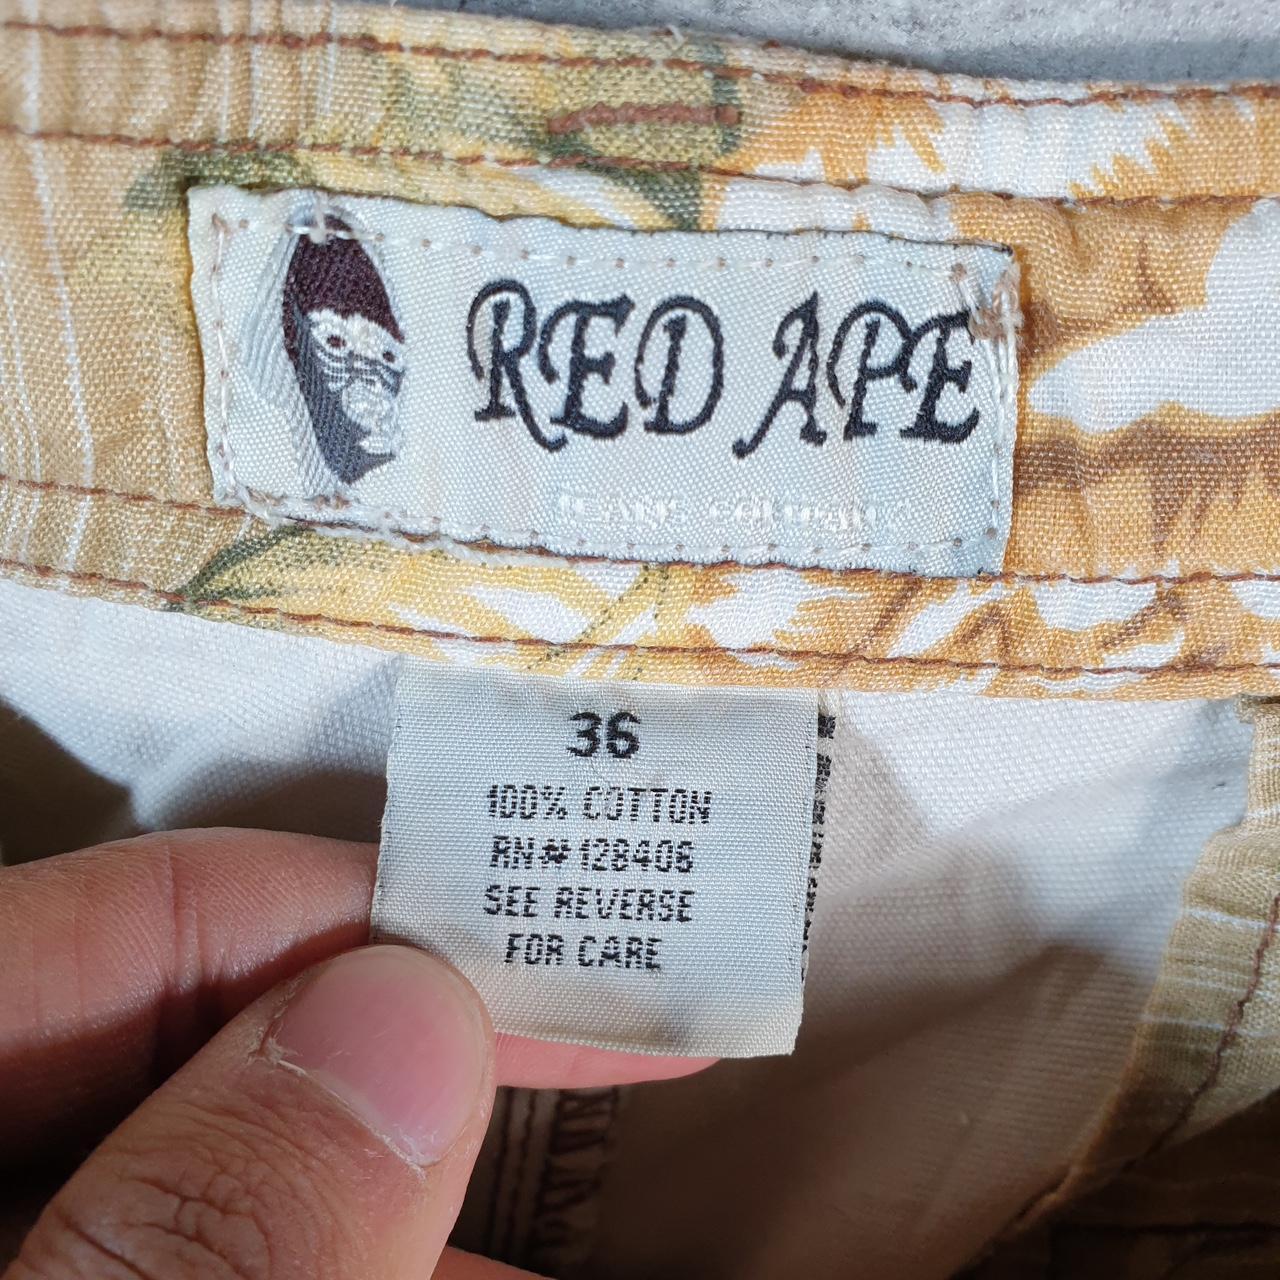 RED APE
36
100% COTTON
RN# 128406
SEE REVERSE
FOR CARE